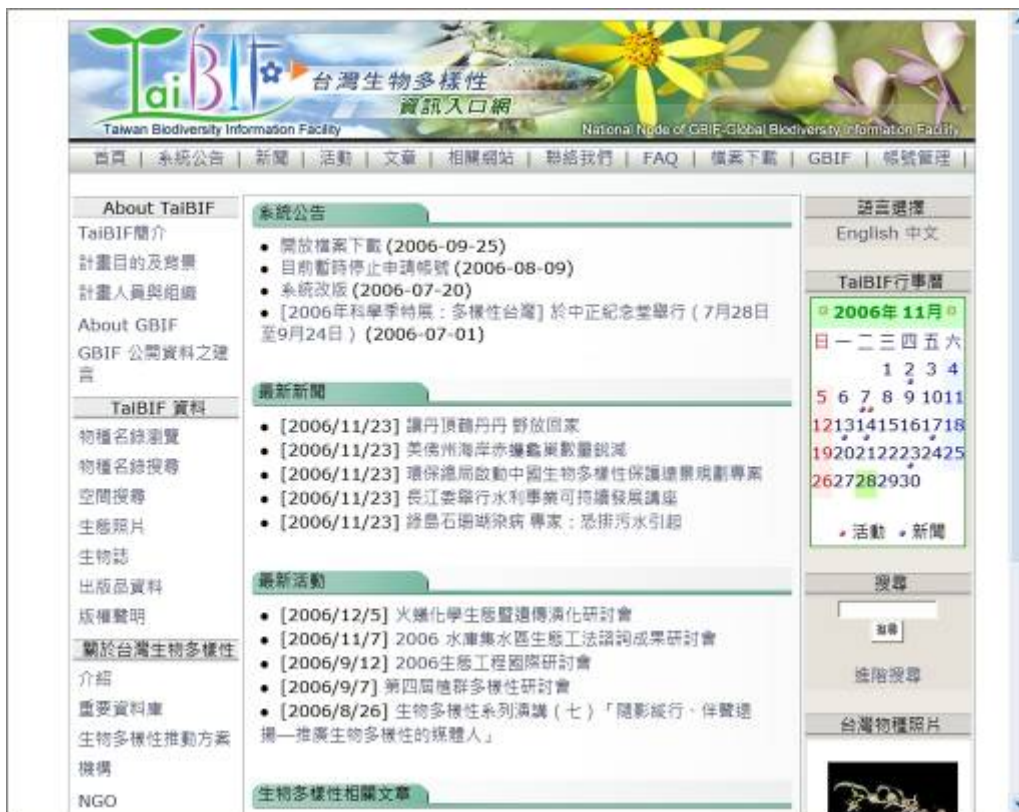 TaiBIF
台灣生物多樣性
資訊入口網
Taiwan Biodiversity Information Facility
National Node of GBIF-Global Biodiversity Information Facility
首頁 | 系統公告 | 新聞 | 活動 | 文章 | 相關網站 | 聯絡我們 | FAQ | 檔案下載 | GBIF | 帳號管理 |
About TaiBIF
TaiBIF簡介
計畫目的及背景
計畫人員與組織
About GBIF
GBIF 公開資料之建
言
TaiBIF 資料
物種名錄瀏覽
物種名錄搜尋
空間搜尋
生態照片
生物誌
出版品資料
版權聲明
關於台灣生物多樣性
介紹
重要資料庫
生物多樣性推動方案
機構
NGO
系統公告
• 開放檔案下載 (2006-09-25)
• 目前暫時停止申請帳號 (2006-08-09)
• 系統改版 (2006-07-20)
• [2006年科學季特展：多樣性台灣] 於中正紀念堂舉行（7月28日
至9月24日）(2006-07-01)
最新新聞
• [2006/11/23] 讓丹頂鶴丹丹 野放回家
• [2006/11/23] 美佛州海岸赤蠵龜巢數量銳減
• [2006/11/23] 環保總局啟動中國生物多樣性保護遠景規劃專案
• [2006/11/23] 長江委舉行水利事業可持續發展講座
• [2006/11/23] 綠島石珊瑚染病 專家：恐排污水引起
最新活動
• [2006/12/5] 火蟻化學生態暨遺傳演化研討會
• [2006/11/7] 2006 水庫集水區生態工法諮詢成果研討會
• [2006/9/12] 2006生態工程國際研討會
• [2006/9/7] 第四屆植群多樣性研討會
• [2006/8/26] 生物多樣性系列演講（七）「隨影縱行、伴聲遠
揚—推廣生物多樣性的媒體人」
生物多樣性相關文章
語言選擇
English 中文
TaiBIF行事曆
2006年 11月
日 一 二 三 四 五 六
1 2 3 4
5 6 7 8 9 10 11
12 13 14 15 16 17 18
19 20 21 22 23 24 25
26 27 28 29 30
活動 新聞
搜尋
搜尋
進階搜尋
台灣物種照片